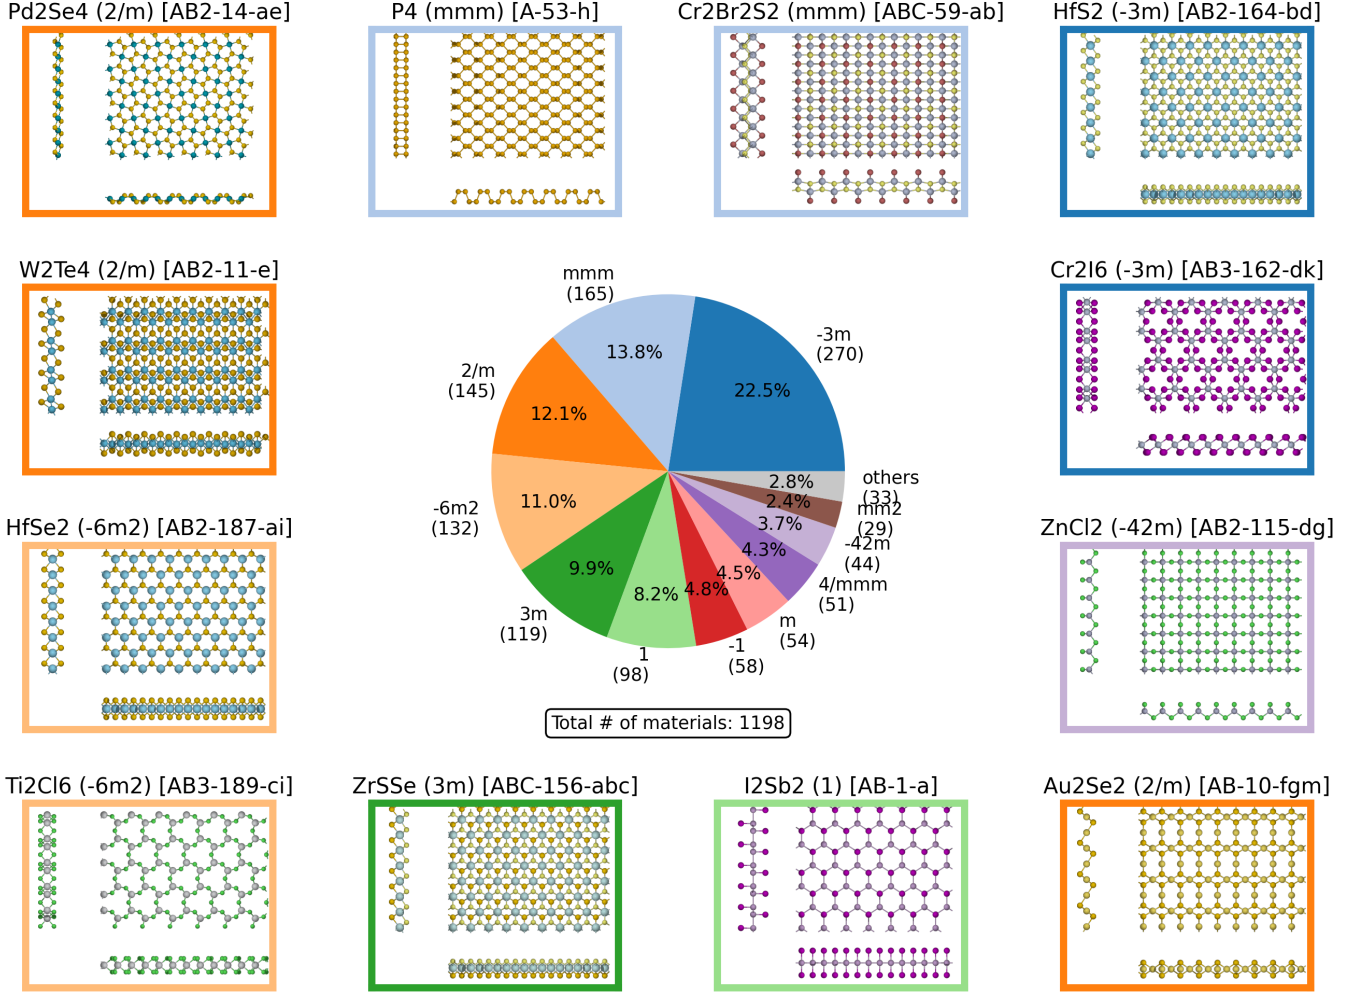 Pd2Se4 (2/m) [AB2-14-ae]
P4 (mmm) [A-53-h]
Cr2Br2S2 (mmm) [ABC-59-ab]
HfS2 (-3m) [AB2-164-bd]
W2Te4 (2/m) [AB2-11-e]
Cr2I6 (-3m) [AB3-162-dk]
HfSe2 (-6m2) [AB2-187-ai]
ZnCl2 (-42m) [AB2-115-dg]
mmm
(165)
13.8%
-3m
(270)
22.5%
2/m
(145)
12.1%
-6m2
(132)
11.0%
3m
(119)
9.9%
1
(98)
8.2%
-1
(58)
4.8%
m
(54)
4.5%
4/mmm
(51)
4.3%
-42m
(44)
3.7%
mm2
(29)
2.4%
others
(33)
2.8%
Total # of materials: 1198
Ti2Cl6 (-6m2) [AB3-189-ci]
ZrSSe (3m) [ABC-156-abc]
I2Sb2 (1) [AB-1-a]
Au2Se2 (2/m) [AB-10-fgm]